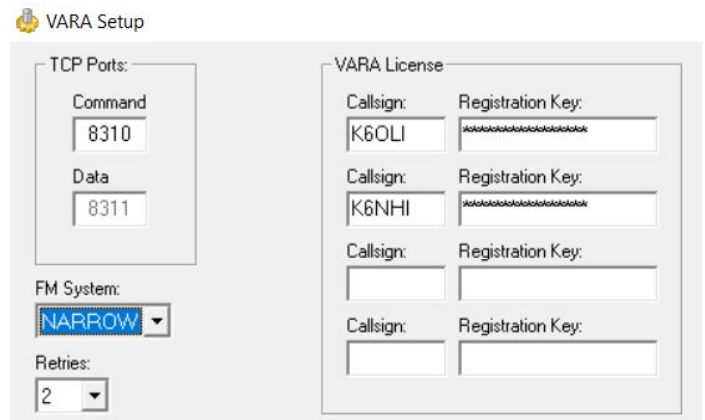 VARA Setup
TCP Ports:
Command
8310
Data
8311
FM System:
NARROW
Retries:
2
VARA License
Callsign: Registration Key:
K6OLI ******************
Callsign: Registration Key:
K6NHI ******************
Callsign: Registration Key:
Callsign: Registration Key: